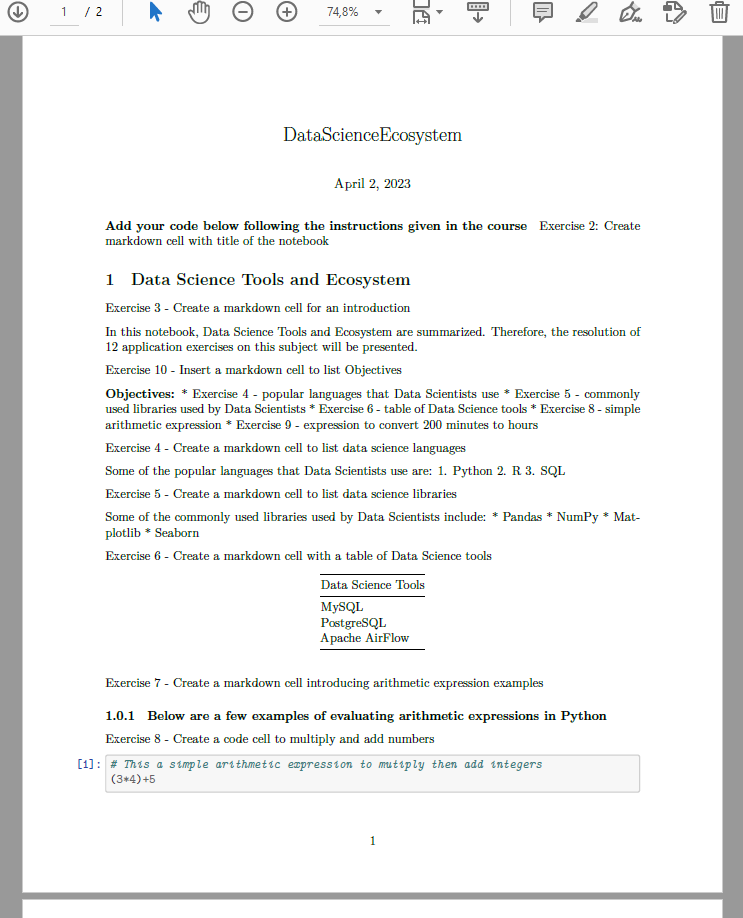 1 / 2
74,8%
DataScienceEcosystem
April 2, 2023
Add your code below following the instructions given in the course Exercise 2: Create
markdown cell with title of the notebook
1 Data Science Tools and Ecosystem
Exercise 3 - Create a markdown cell for an introduction
In this notebook, Data Science Tools and Ecosystem are summarized. Therefore, the resolution of
12 application exercises on this subject will be presented.
Exercise 10 - Insert a markdown cell to list Objectives
Objectives: * Exercise 4 - popular languages that Data Scientists use * Exercise 5 - commonly
used libraries used by Data Scientists * Exercise 6 - table of Data Science tools * Exercise 8 - simple
arithmetic expression * Exercise 9 - expression to convert 200 minutes to hours
Exercise 4 - Create a markdown cell to list data science languages
Some of the popular languages that Data Scientists use are: 1. Python 2. R 3. SQL
Exercise 5 - Create a markdown cell to list data science libraries
Some of the commonly used libraries used by Data Scientists include: * Pandas * NumPy * Mat-
plotlib * Seaborn
Exercise 6 - Create a markdown cell with a table of Data Science tools
Data Science Tools
MySQL
PostgreSQL
Apache AirFlow
Exercise 7 - Create a markdown cell introducing arithmetic expression examples
1.0.1 Below are a few examples of evaluating arithmetic expressions in Python
Exercise 8 - Create a code cell to multiply and add numbers
[1]: # This a simple arithmetic expression to mutiply then add integers
(3*4)+5
1